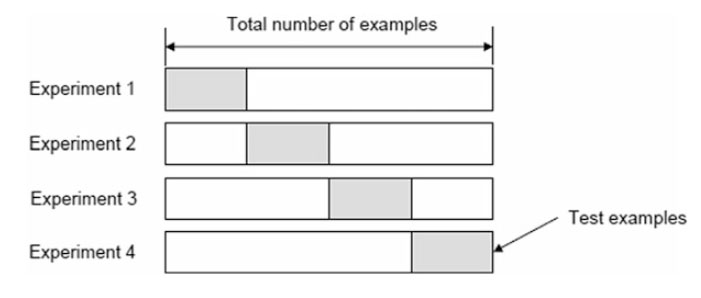 Total number of examples
Experiment 1
Experiment 2
Experiment 3
Test examples
Experiment 4